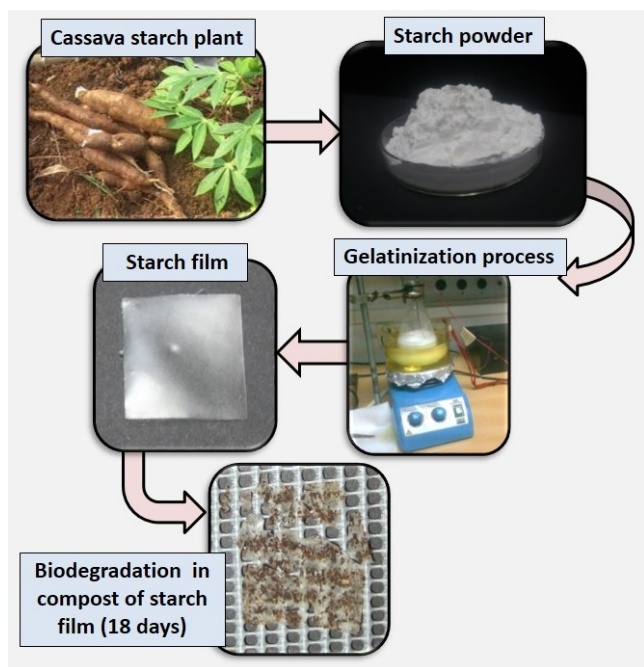 Cassava starch plant
Starch powder
Gelatinization process
Starch film
Biodegradation in
compost of starch
film (18 days)